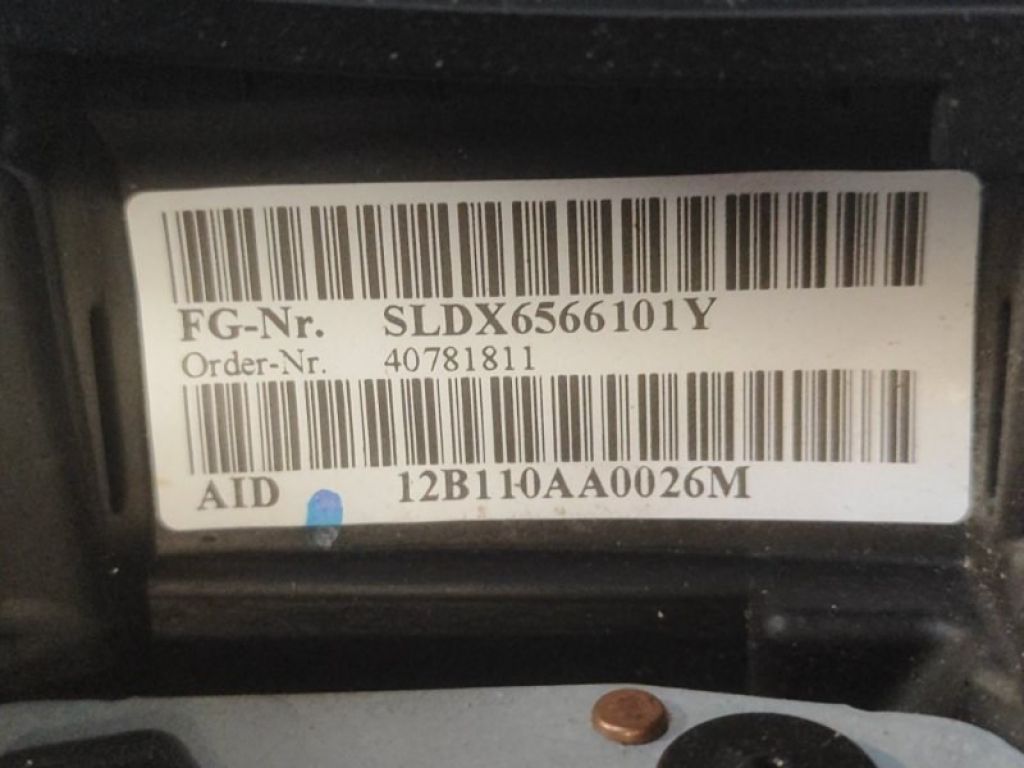 FG-Nr. SLDX6566101Y
Order-Nr. 40781811
AID 12B110AA0026M